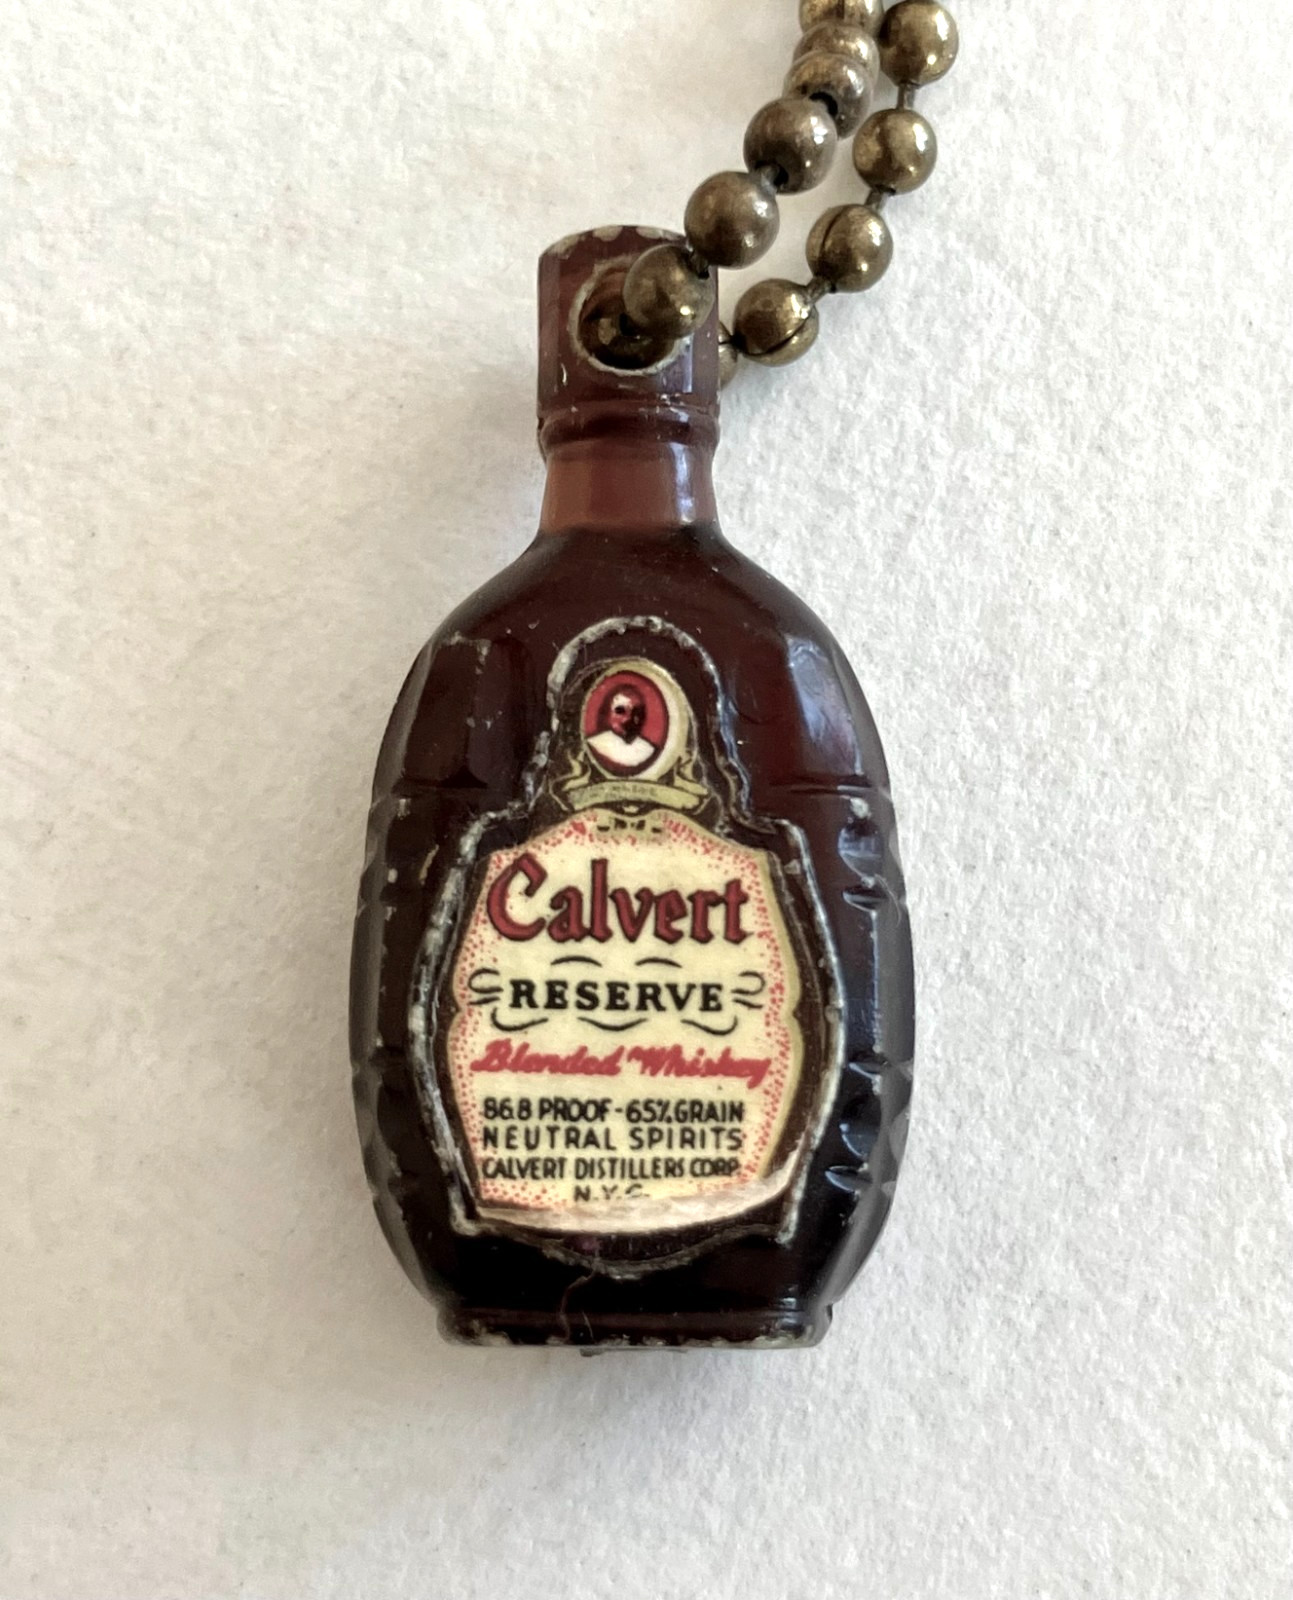 Calvert
RESERVE
Blended Whiskey
86.8 PROOF - 65% GRAIN
NEUTRAL SPIRITS
CALVERT DISTILLERS CORP.
N.Y.C.